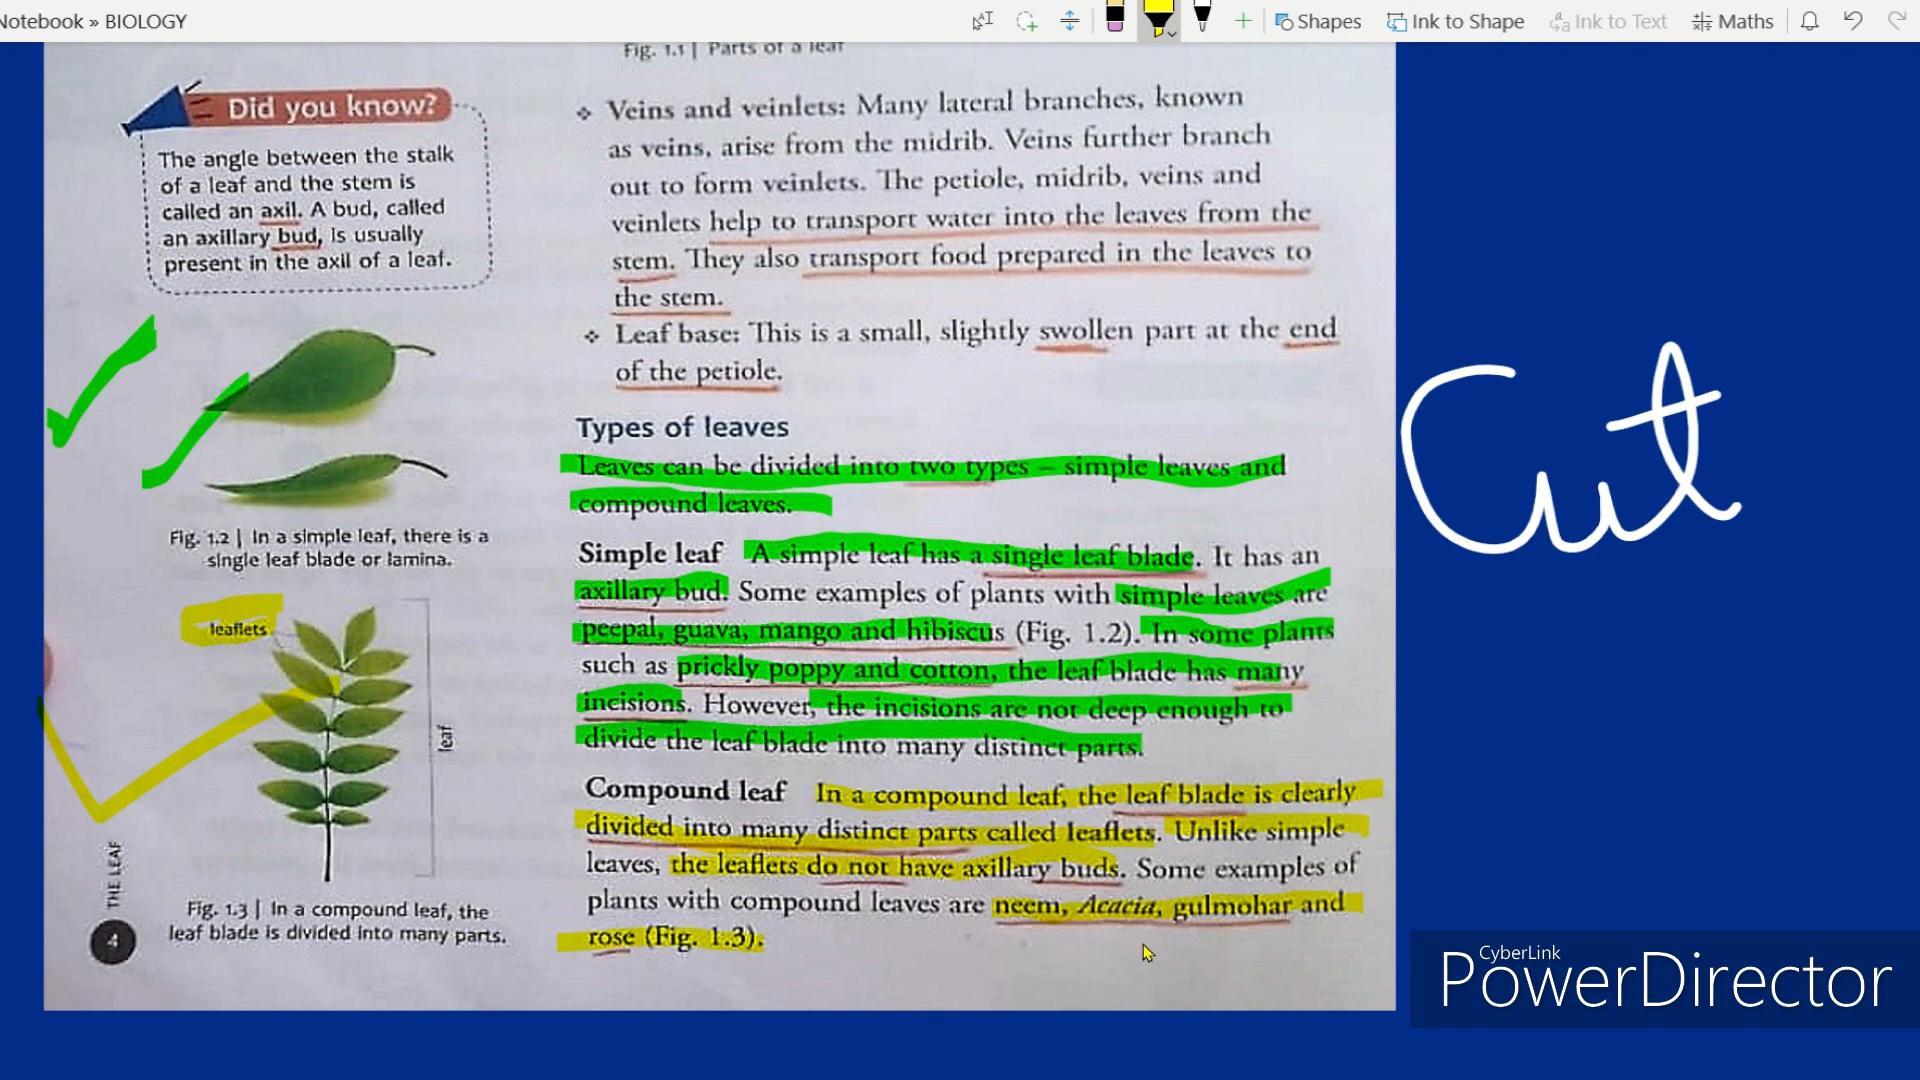 Notebook » BIOLOGY
Shapes
Ink to Shape
Ink to Text
Maths
Fig. 1.1 | Parts of a leaf
Did you know?
The angle between the stalk
of a leaf and the stem is
called an axil. A bud, called
an axillary bud, is usually
present in the axil of a leaf.
Fig. 1.2 | In a simple leaf, there is a
single leaf blade or lamina.
leaflets
leaf
Fig. 1.3 | In a compound leaf, the
leaf blade is divided into many parts.
THE LEAF
4
❖ Veins and veinlets: Many lateral branches, known
as veins, arise from the midrib. Veins further branch
out to form veinlets. The petiole, midrib, veins and
veinlets help to transport water into the leaves from the
stem. They also transport food prepared in the leaves to
the stem.
❖ Leaf base: This is a small, slightly swollen part at the end
of the petiole.
Types of leaves
Leaves can be divided into two types – simple leaves and
compound leaves.
Simple leaf A simple leaf has a single leaf blade. It has an
axillary bud. Some examples of plants with simple leaves are
peepal, guava, mango and hibiscus (Fig. 1.2). In some plants
such as prickly poppy and cotton, the leaf blade has many
incisions. However, the incisions are not deep enough to
divide the leaf blade into many distinct parts.
Compound leaf In a compound leaf, the leaf blade is clearly
divided into many distinct parts called leaflets. Unlike simple
leaves, the leaflets do not have axillary buds. Some examples of
plants with compound leaves are neem, Acacia, gulmohar and
rose (Fig. 1.3).
Cut
CyberLink
PowerDirector